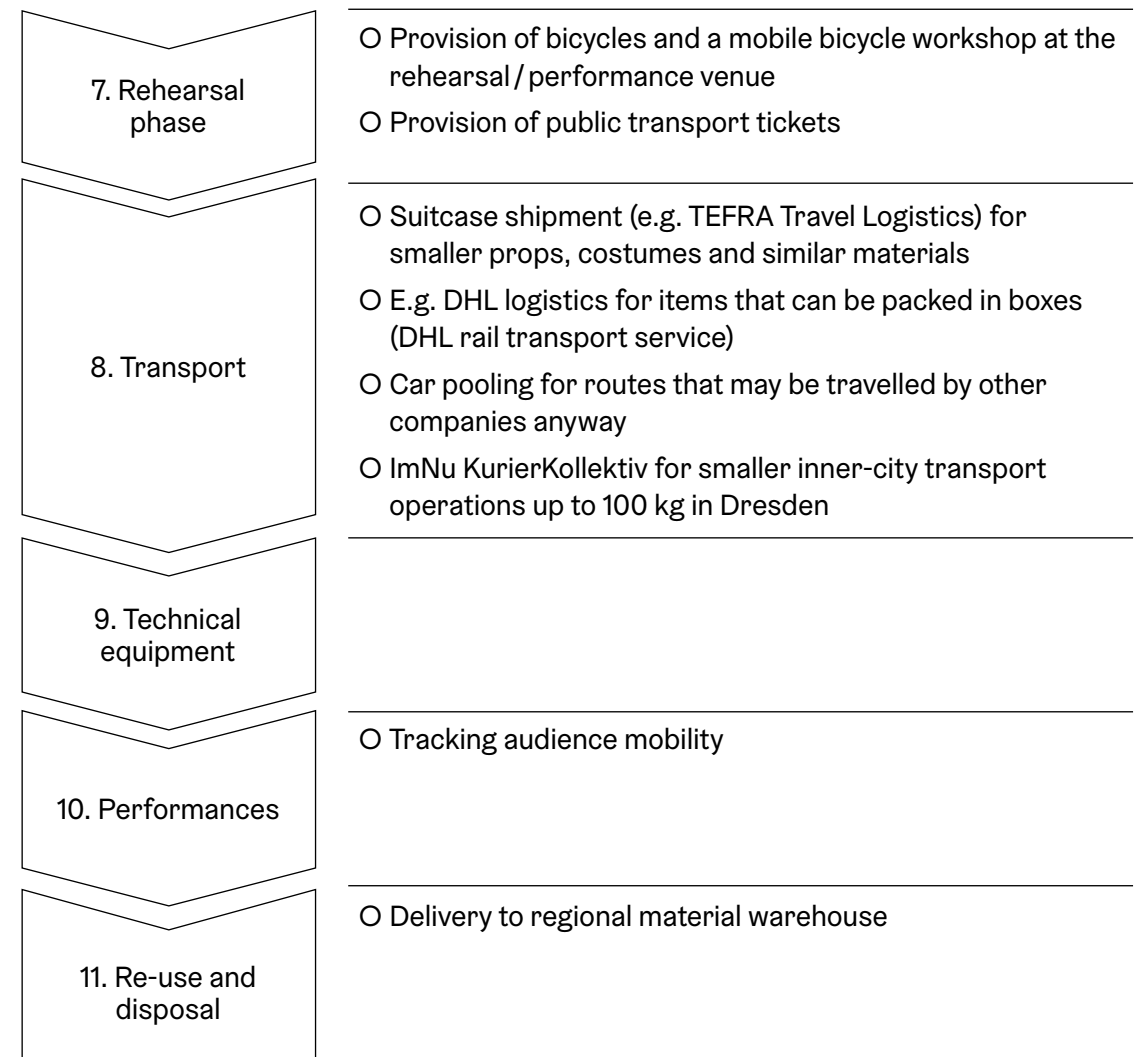 7. Rehearsal
phase
O Provision of bicycles and a mobile bicycle workshop at the
rehearsal/performance venue
O Provision of public transport tickets
8. Transport
O Suitcase shipment (e.g. TEFRA Travel Logistics) for
smaller props, costumes and similar materials
O E.g. DHL logistics for items that can be packed in boxes
(DHL rail transport service)
O Car pooling for routes that may be travelled by other
companies anyway
O ImNu KurierKollektiv for smaller inner-city transport
operations up to 100 kg in Dresden
9. Technical
equipment
10. Performances
O Tracking audience mobility
11. Re-use and
disposal
O Delivery to regional material warehouse